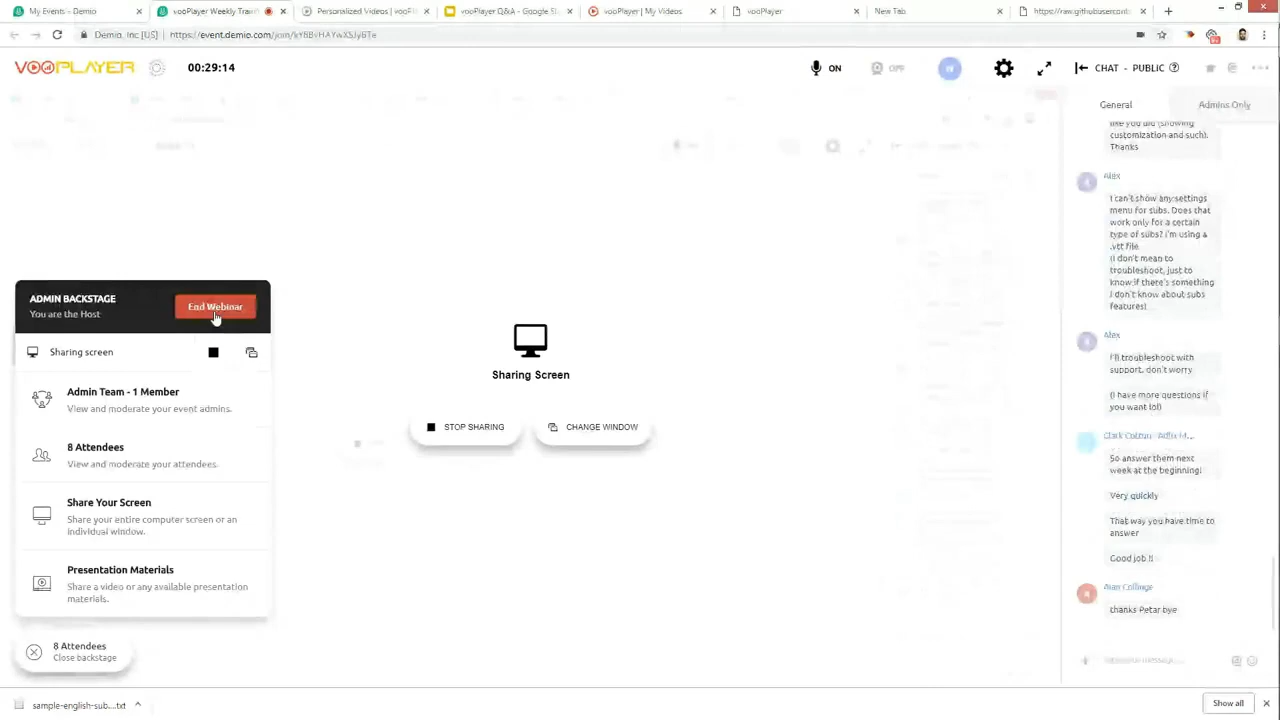 My Events - Demio
vooPlayer Weekly Train
Personalized Videos | vooPl
vooPlayer Q&A - Google Sl
vooPlayer | My Videos
vooPlayer
New Tab
https://raw.githubuserconte
Demio, Inc [US]
https://event.demio.com/join/
VOOPLAYER
00:29:14
ON
OFF
CHAT - PUBLIC
General
Admins Only
like you did (showing
customization and such).
Thanks
Alex
I can't show any settings
menu for subs. Does that
work only for a certain
type of subs? I'm using a
.vtt file
(I don't mean to
troubleshoot, just to
know if there's something
I don't know about subs
features!
Alex
I'll troubleshoot with
support, don't worry
(I have more questions if
you want lol)
So answer them next
week at the beginning!
Very quickly
That way you have time to
answer
Good job !!
Alan Collinge
thanks Petar bye
ADMIN BACKSTAGE
You are the Host
End Webinar
Sharing screen
Admin Team - 1 Member
View and moderate your event admins.
8 Attendees
View and moderate your attendees.
Share Your Screen
Share your entire computer screen or an
individual window.
Presentation Materials
Share a video or any available presentation
materials.
8 Attendees
Close backstage
Sharing Screen
STOP SHARING
CHANGE WINDOW
sample-english-sub....txt
Show all